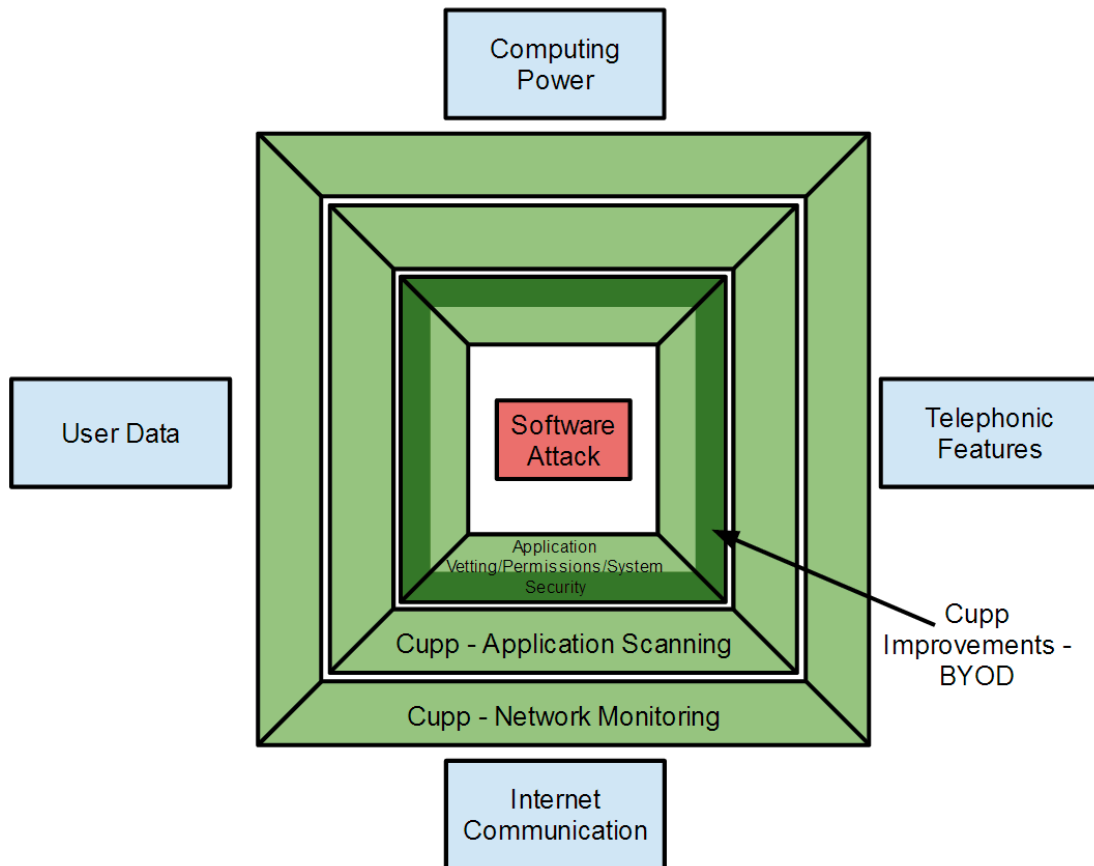 Computing
Power
User Data
Software
Attack
Telephonic
Features
Application
Vetting/Permissions/System
Security
Cupp - Application Scanning
Cupp
Improvements -
BYOD
Cupp - Network Monitoring
Internet
Communication